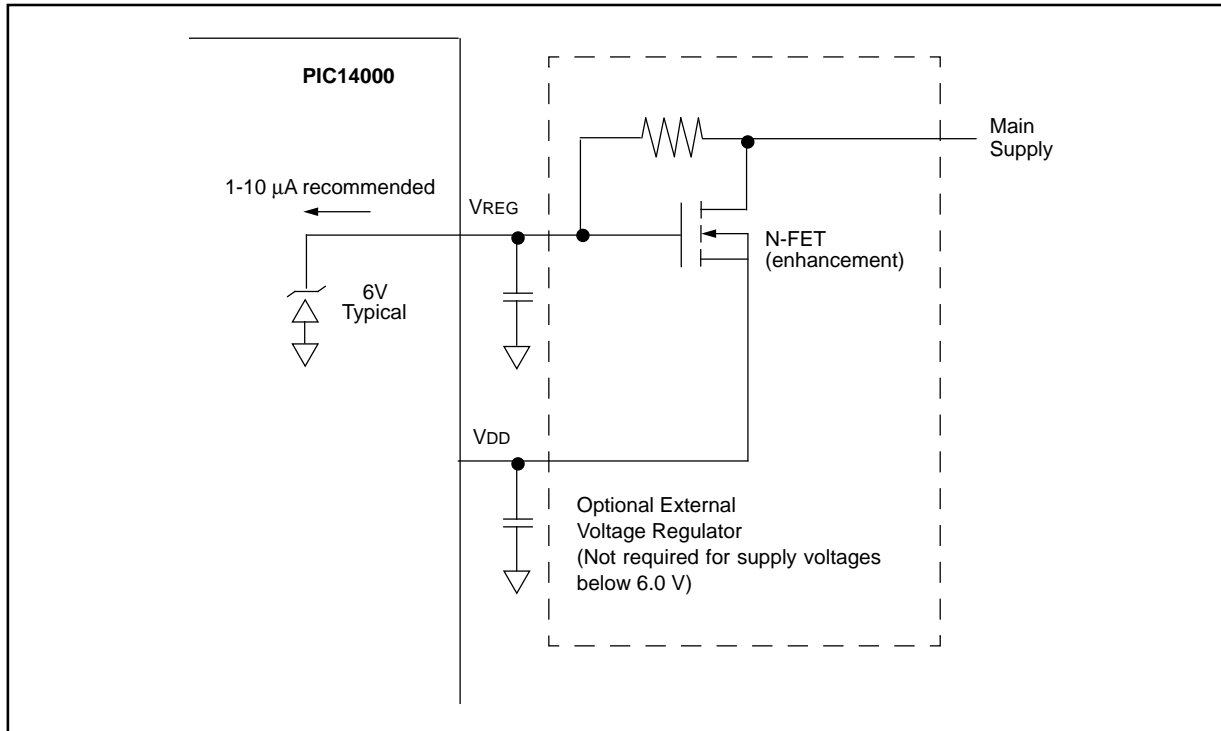 PIC14000
Main
Supply
1-10 μA recommended
VREG
N-FET
(enhancement)
6V
Typical
VDD
Optional External
Voltage Regulator
(Not required for supply voltages
below 6.0 V)